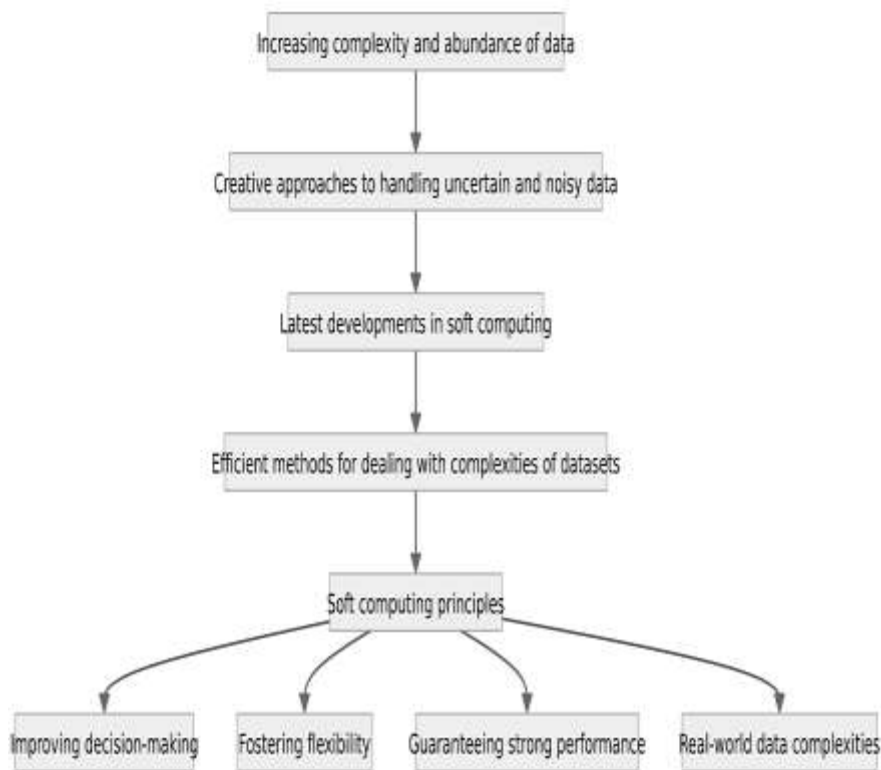 Increasing complexity and abundance of data
Creative approaches to handling uncertain and noisy data
Latest developments in soft computing
Efficient methods for dealing with complexities of datasets
Soft computing principles
Improving decision-making
Fostering flexibility
Guaranteeing strong performance
Real-world data complexities